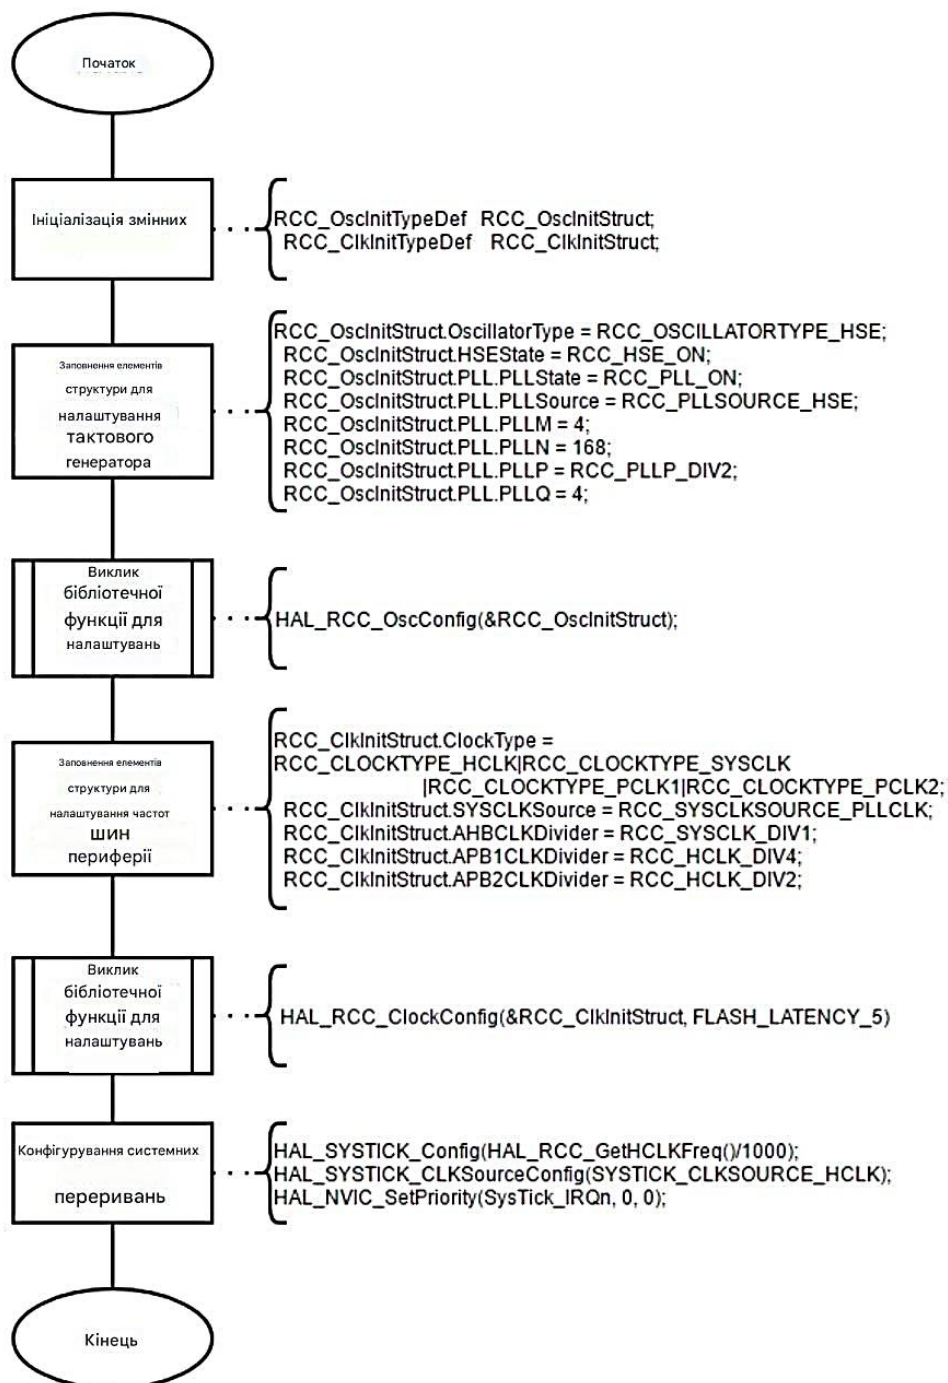 Початок
Ініціалізація змінних
RCC_OscInitTypeDef RCC_OscInitStruct;
RCC_ClkInitTypeDef RCC_ClkInitStruct;
Заповнення елементів
структури для
налаштування
тактового
генератора
RCC_OscInitStruct.OscillatorType = RCC_OSCILLATORTYPE_HSE;
RCC_OscInitStruct.HSEState = RCC_HSE_ON;
RCC_OscInitStruct.PLL.PLLState = RCC_PLL_ON;
RCC_OscInitStruct.PLL.PLLSource = RCC_PLLSOURCE_HSE;
RCC_OscInitStruct.PLL.PLLM = 4;
RCC_OscInitStruct.PLL.PLLN = 168;
RCC_OscInitStruct.PLL.PLLP = RCC_PLLP_DIV2;
RCC_OscInitStruct.PLL.PLLQ = 4;
Виклик
бібліотечної
функції для
налаштувань
HAL_RCC_OscConfig(&RCC_OscInitStruct);
Заповнення елементів
структури для
налаштування частот
шин
периферії
RCC_ClkInitStruct.ClockType =
RCC_CLOCKTYPE_HCLK|RCC_CLOCKTYPE_SYSCLK
|RCC_CLOCKTYPE_PCLK1|RCC_CLOCKTYPE_PCLK2;
RCC_ClkInitStruct.SYSCLKSource = RCC_SYSCLKSOURCE_PLLCLK;
RCC_ClkInitStruct.AHBCLKDivider = RCC_SYSCLK_DIV1;
RCC_ClkInitStruct.APB1CLKDivider = RCC_HCLK_DIV4;
RCC_ClkInitStruct.APB2CLKDivider = RCC_HCLK_DIV2;
Виклик
бібліотечної
функції для
налаштувань
HAL_RCC_ClockConfig(&RCC_ClkInitStruct, FLASH_LATENCY_5)
Конфігурування системних
переривань
HAL_SYSTICK_Config(HAL_RCC_GetHCLKFreq()/1000);
HAL_SYSTICK_CLKSourceConfig(SYSTICK_CLKSOURCE_HCLK);
HAL_NVIC_SetPriority(SysTick_IRQn, 0, 0);
Кінець